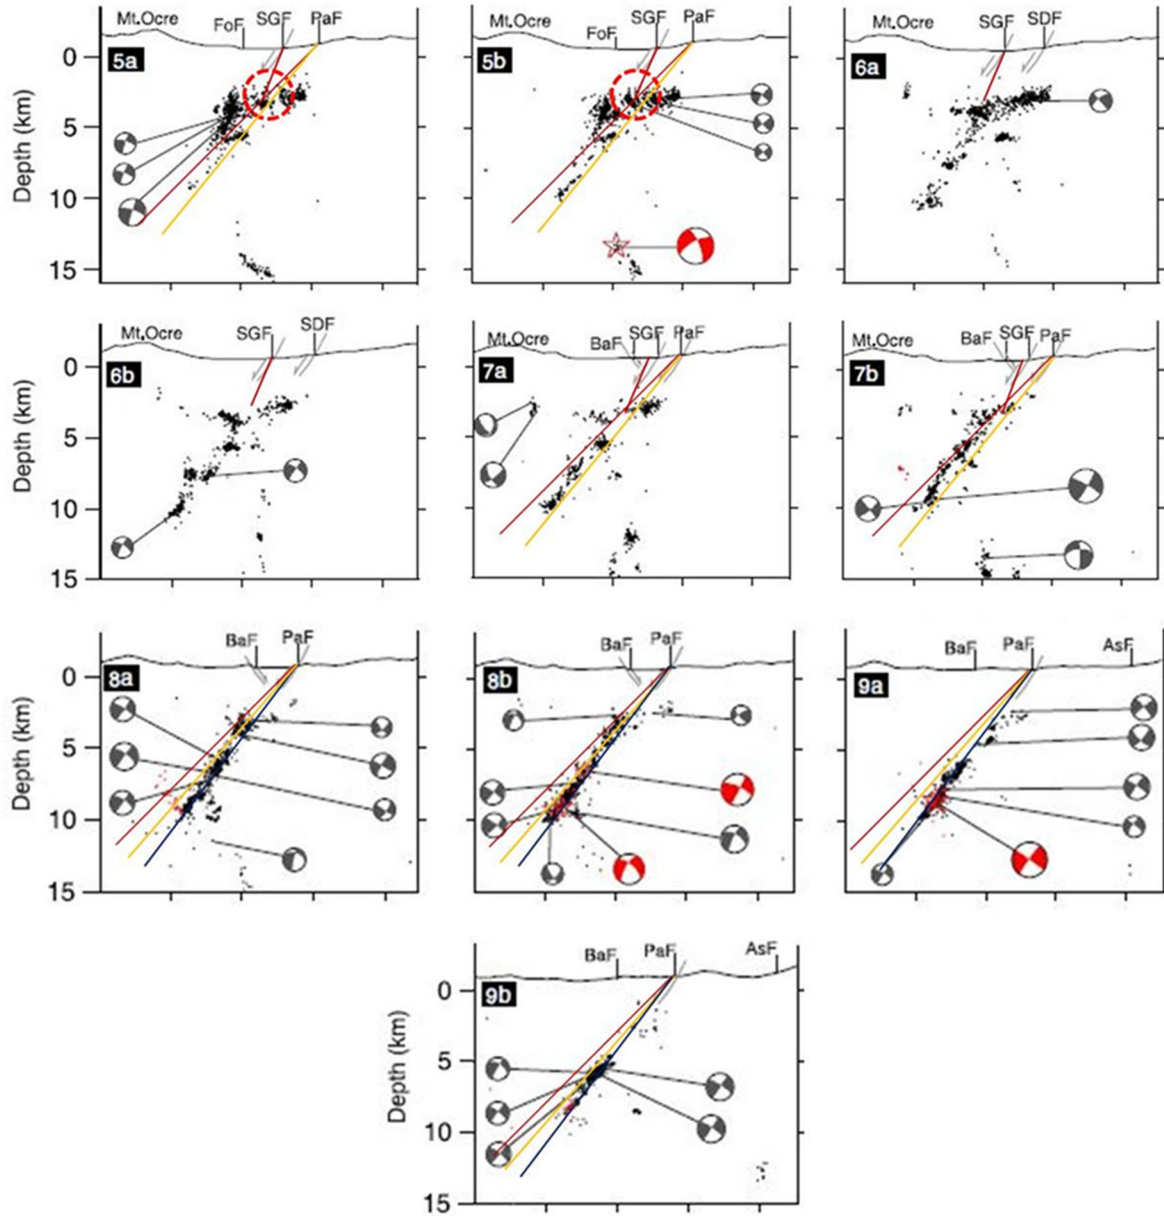 Mt.Ocre FoF SGF PaF
5a
Mt.Ocre FoF SGF PaF
5b
Mt.Ocre SGF SDF
6a
Depth (km)
0
5
10
15
Mt.Ocre SGF SDF
6b
Mt.Ocre BaF SGF PaF
7a
Mt.Ocre BaF SGF PaF
7b
Depth (km)
0
5
10
15
BaF PaF
8a
BaF PaF
8b
BaF PaF AsF
9a
Depth (km)
0
5
10
15
BaF PaF AsF
9b
Depth (km)
0
5
10
15